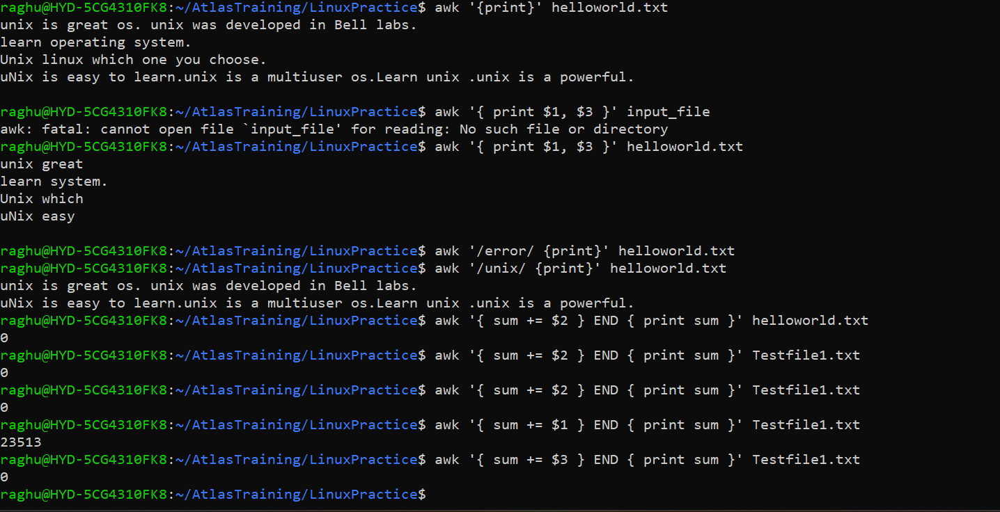 raghu@HYD-5CG4310FK8:~/AtlasTraining/LinuxPractice$ awk '{print}' helloworld.txt
unix is great os. unix was developed in Bell labs.
learn operating system.
Unix linux which one you choose.
uNix is easy to learn.unix is a multiuser os.Learn unix .unix is a powerful.

raghu@HYD-5CG4310FK8:~/AtlasTraining/LinuxPractice$ awk '{ print $1, $3 }' input_file
awk: fatal: cannot open file `input_file' for reading: No such file or directory
raghu@HYD-5CG4310FK8:~/AtlasTraining/LinuxPractice$ awk '{ print $1, $3 }' helloworld.txt
unix great
learn system.
Unix which
uNix easy

raghu@HYD-5CG4310FK8:~/AtlasTraining/LinuxPractice$ awk '/error/ {print}' helloworld.txt
raghu@HYD-5CG4310FK8:~/AtlasTraining/LinuxPractice$ awk '/unix/ {print}' helloworld.txt
unix is great os. unix was developed in Bell labs.
uNix is easy to learn.unix is a multiuser os.Learn unix .unix is a powerful.
raghu@HYD-5CG4310FK8:~/AtlasTraining/LinuxPractice$ awk '{ sum += $2 } END { print sum }' helloworld.txt
0
raghu@HYD-5CG4310FK8:~/AtlasTraining/LinuxPractice$ awk '{ sum += $2 } END { print sum }' Testfile1.txt
0
raghu@HYD-5CG4310FK8:~/AtlasTraining/LinuxPractice$ awk '{ sum += $2 } END { print sum }' Testfile1.txt
0
raghu@HYD-5CG4310FK8:~/AtlasTraining/LinuxPractice$ awk '{ sum += $1 } END { print sum }' Testfile1.txt
23513
raghu@HYD-5CG4310FK8:~/AtlasTraining/LinuxPractice$ awk '{ sum += $3 } END { print sum }' Testfile1.txt
0
raghu@HYD-5CG4310FK8:~/AtlasTraining/LinuxPractice$